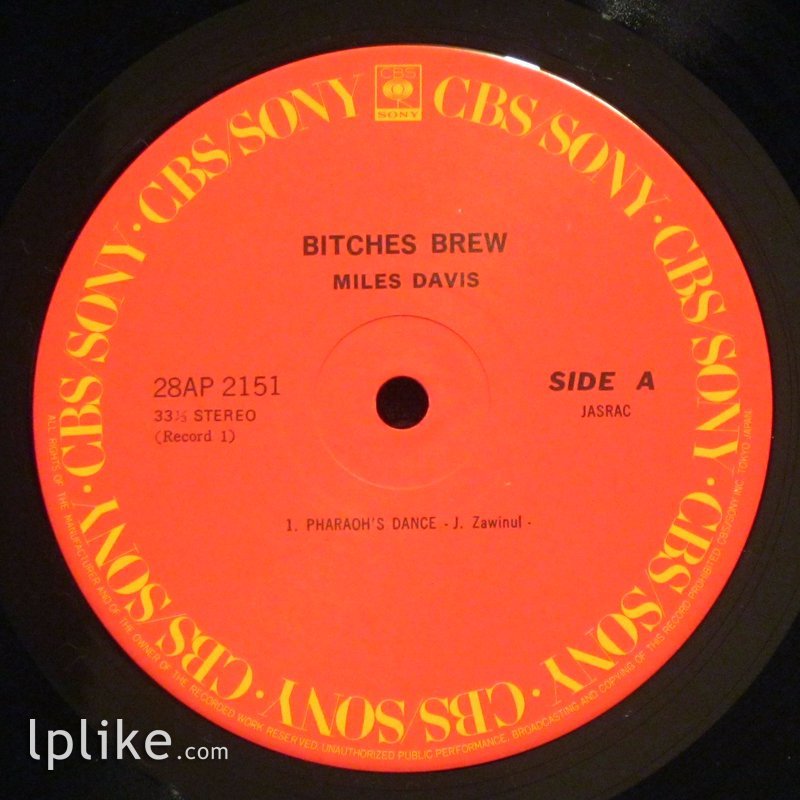 CBS/SONY · CBS/SONY · CBS/SONY · CBS/SONY · CBS/SONY · CBS/SONY · CBS/SONY · CBS/SONY
CBS
SONY
BITCHES BREW
MILES DAVIS
28AP 2151
33⅓ STEREO
(Record 1)
SIDE A
JASRAC
1. PHARAOH'S DANCE - J. Zawinul -
ALL RIGHTS OF THE MANUFACTURER AND OF THE OWNER OF THE RECORDED WORK RESERVED. UNAUTHORIZED PUBLIC PERFORMANCE, BROADCASTING AND COPYING OF THIS RECORD PROHIBITED CBS/SONY INC. TOKYO JAPAN.
lplike.com